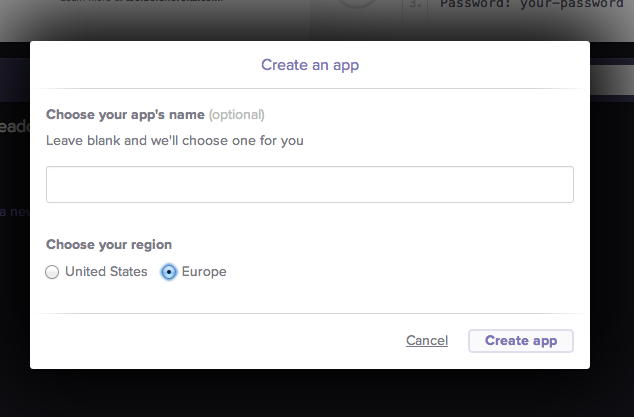 3. Password: your-password
Create an app
Choose your app's name (optional)
Leave blank and we'll choose one for you
Choose your region
United States Europe
a new
Cancel Create app